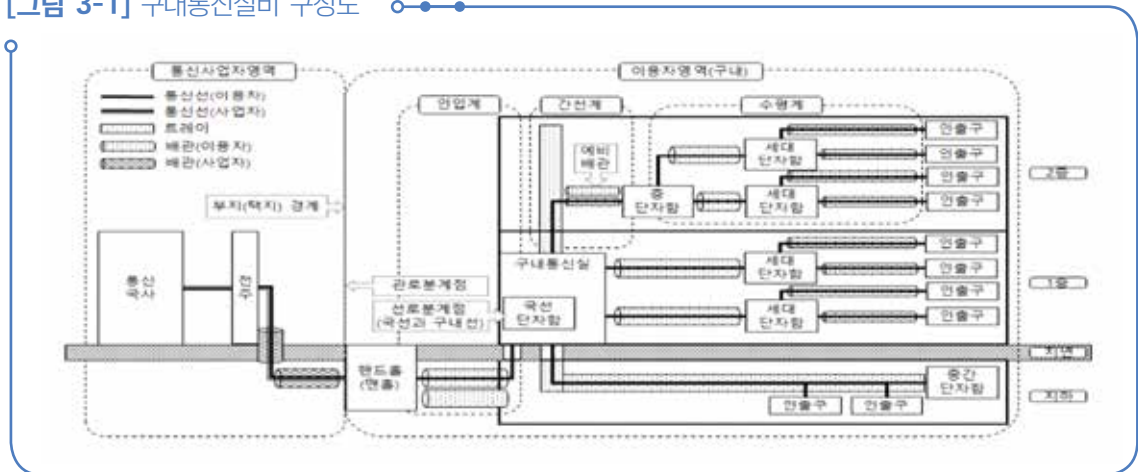 [그림 3-1] 구내통신설비 구성도
통신사업자영역
이용자영역(구내)
통신선(이용자)
통신선(사업자)
트레이
배관(이용자)
배관(사업자)
인입계
간선계
수평계
예비
배관
층
단자함
세대
단자함
세대
단자함
인출구
인출구
인출구
인출구
2층
부지(택지) 경계
통신
국사
전주
관로분계점
선로분계점
(국선과 구내선)
구내통신실
국선
단자함
세대
단자함
세대
단자함
인출구
인출구
인출구
인출구
1층
지면
핸드홀
(맨홀)
중간
단자함
인출구
인출구
지하